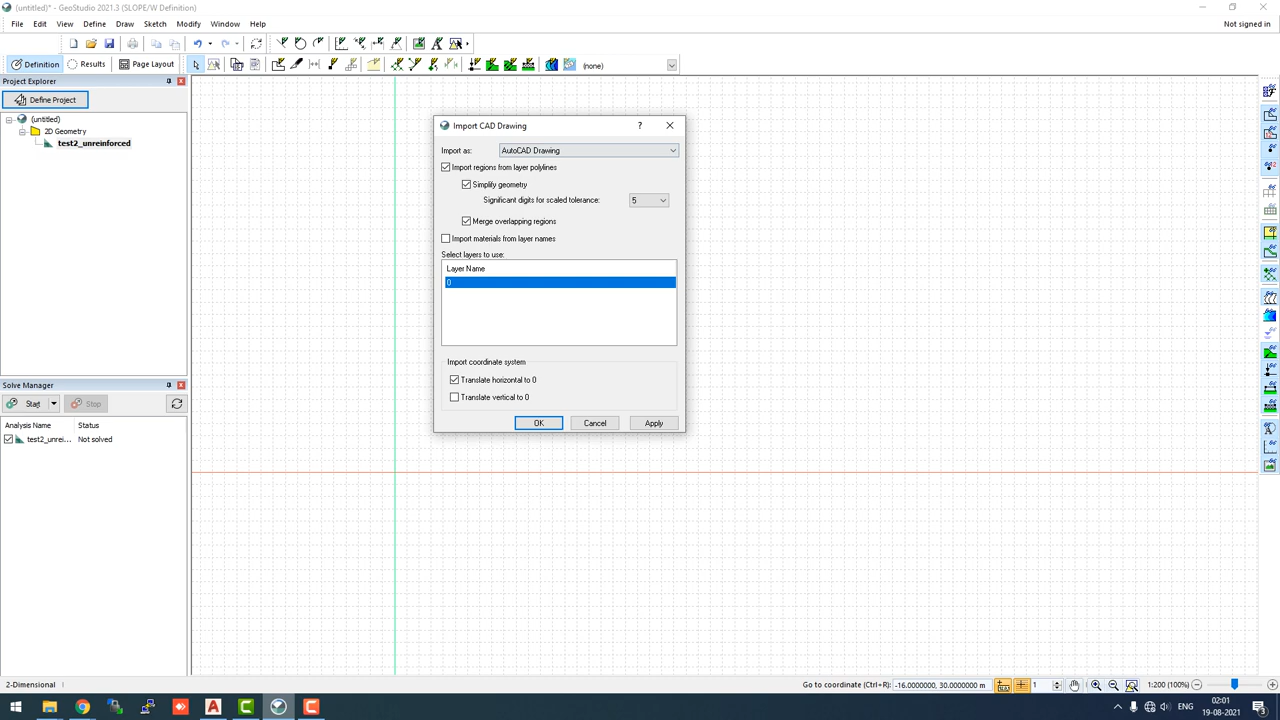 (untitled)* - GeoStudio 2021.3 (SLOPE/W Definition)
File Edit View Define Draw Sketch Modify Window Help
Not signed in
Definition Results Page Layout
(none)
Project Explorer
Define Project
(untitled)
2D Geometry
test2_unreinforced
Import CAD Drawing
Import as: AutoCAD Drawing
Import regions from layer polylines
Simplify geometry
Significant digits for scaled tolerance: 5
Merge overlapping regions
Import materials from layer names
Select layers to use:
Layer Name
0
Import coordinate system
Translate horizontal to 0
Translate vertical to 0
OK Cancel Apply
Solve Manager
Start Stop
Analysis Name Status
test2_unrei... Not solved
2-Dimensional
Go to coordinate (Ctrl+R): -16.0000000, 30.0000000 m
1
1:200 (100%)
ENG
02:01
19-08-2021